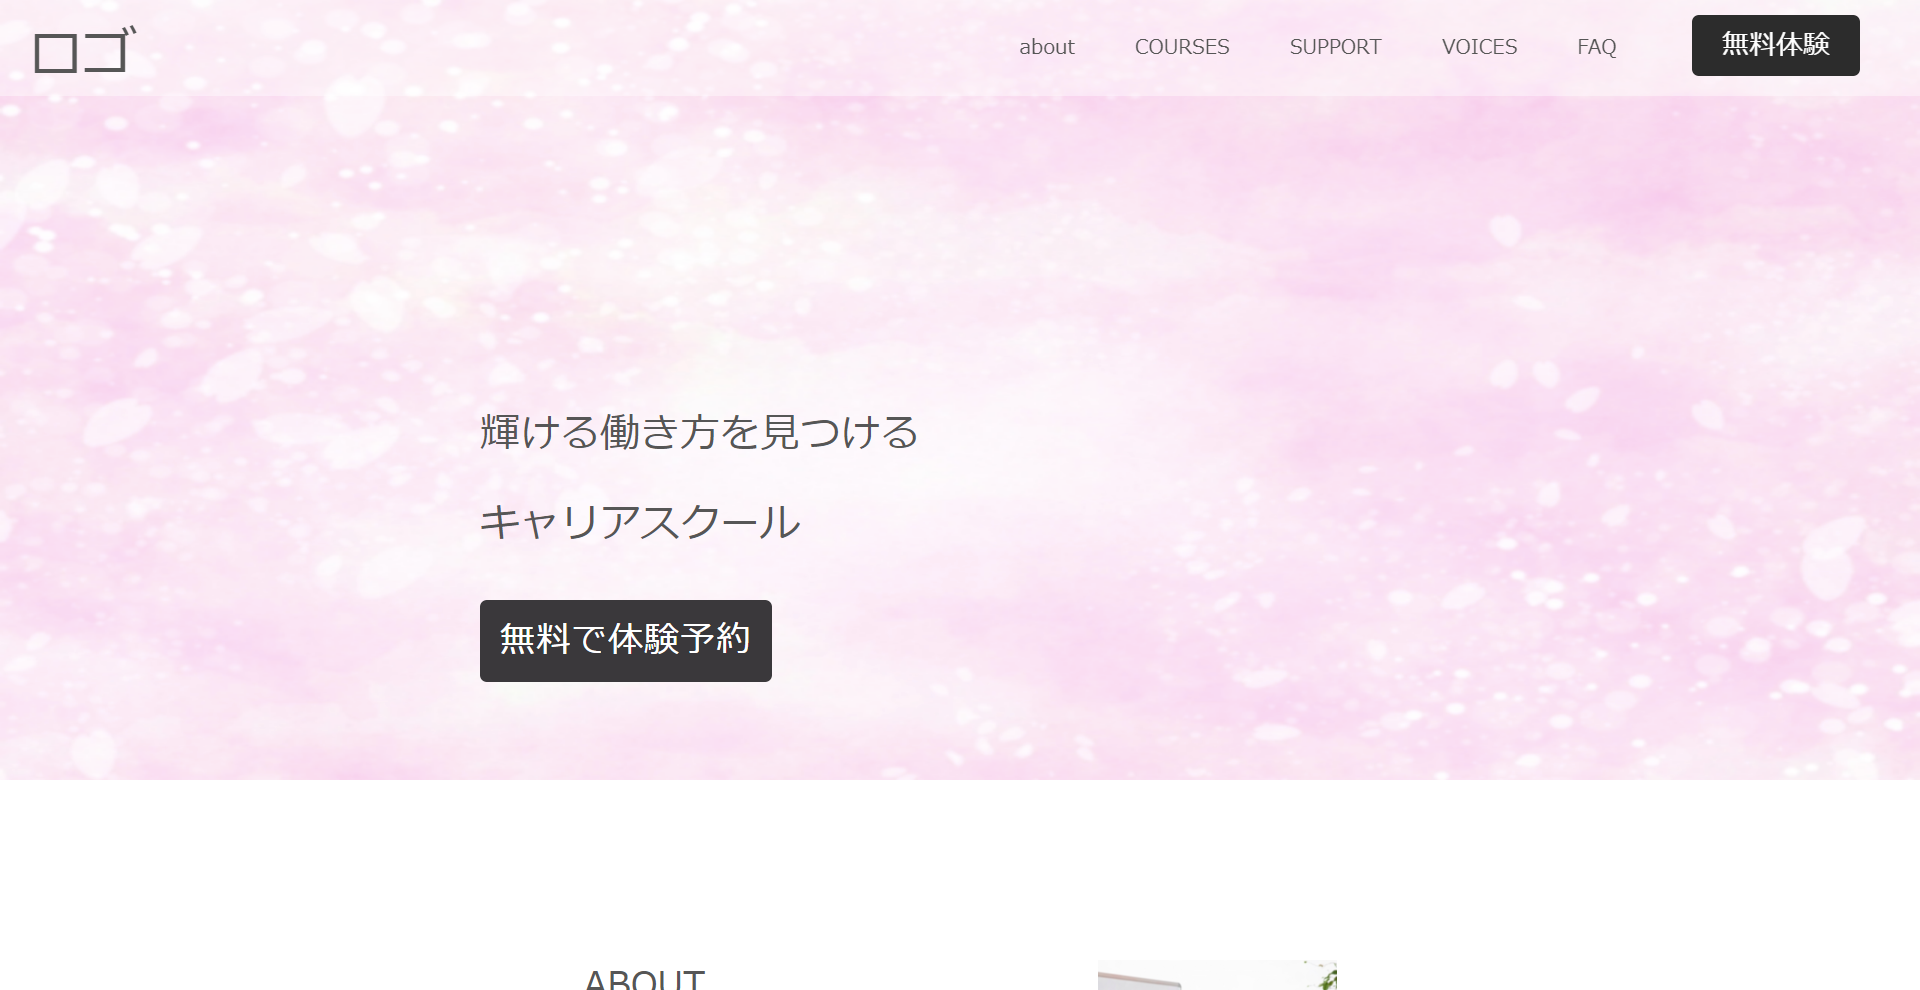 ロゴ
about
COURSES
SUPPORT
VOICES
FAQ
無料体験
輝ける働き方を見つける
キャリアスクール
無料で体験予約
ABOUT